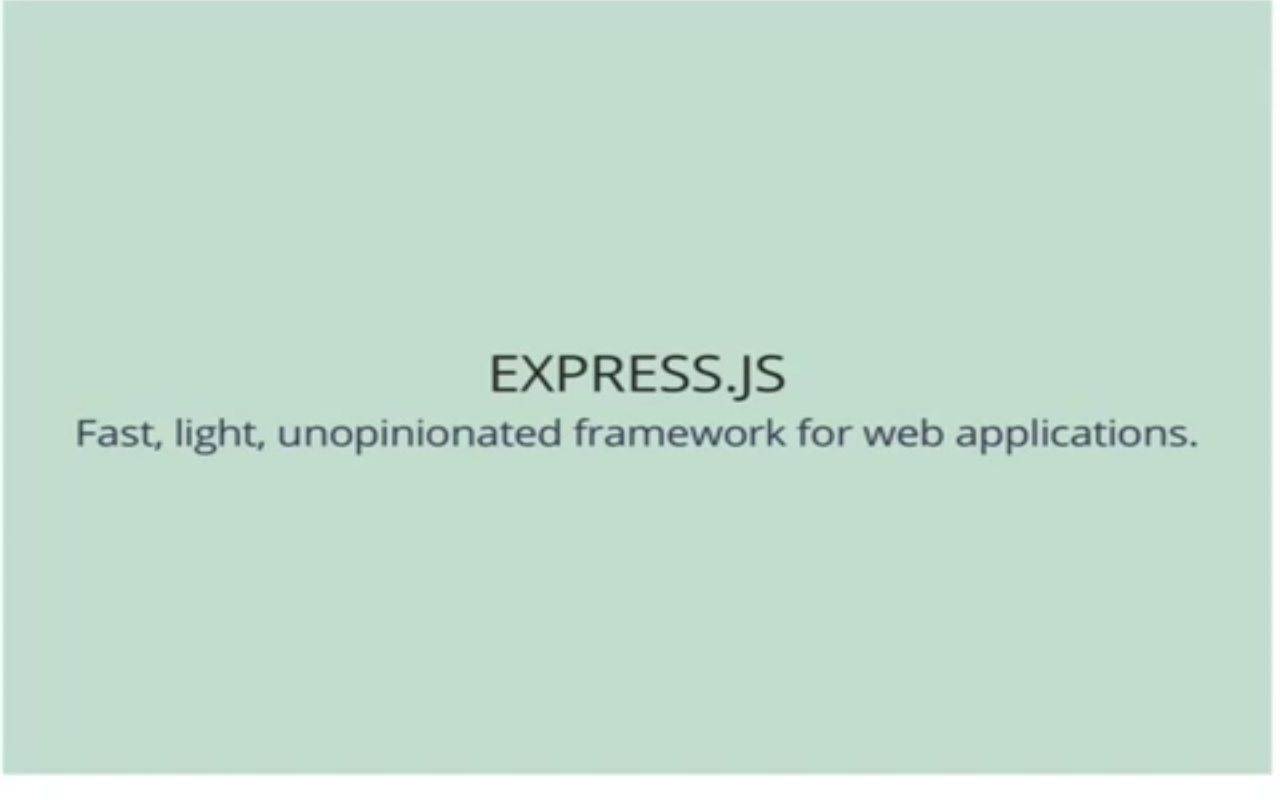 EXPRESS.JS
Fast, light, unopinionated framework for web applications.